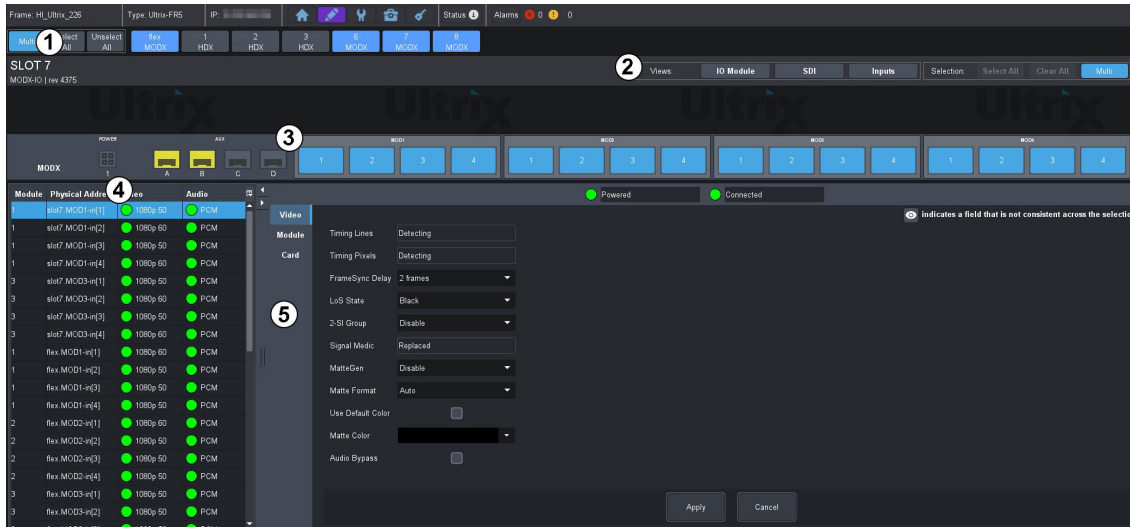 Frame: HI_Ultrix_226 Type: Ultrix-FR5 IP: Status Alarms 0 0
Multi 1 Select All Unselect All flex MODX 1 HDX 2 HDX 3 HDX 6 MODX 7 MODX 8 MODX
SLOT 7
MODX-IO | rev 4375
2 Views: IO Module SDI Inputs Selection: Select All Clear All Multi
Ultrix Ultrix Ultrix Ultrix
POWER AUX 3 MOD1 MOD2 MOD3 MOD4
MODX 1 A B C D 1 2 3 4 1 2 3 4 1 2 3 4 1 2 3 4
Module Physical Addre 4 eo Audio Powered Connected
1 slot7.MOD1-in[1] 1080p 50 PCM
1 slot7.MOD1-in[2] 1080p 60 PCM
1 slot7.MOD1-in[3] 1080p 50 PCM
1 slot7.MOD1-in[4] 1080p 60 PCM
3 slot7.MOD3-in[1] 1080p 50 PCM
3 slot7.MOD3-in[2] 1080p 60 PCM
3 slot7.MOD3-in[3] 1080p 50 PCM
3 slot7.MOD3-in[4] 1080p 60 PCM
1 flex.MOD1-in[1] 1080p 60 PCM
1 flex.MOD1-in[2] 1080p 50 PCM
1 flex.MOD1-in[3] 1080p 50 PCM
1 flex.MOD1-in[4] 1080p 50 PCM
2 flex.MOD2-in[1] 1080p 60 PCM
2 flex.MOD2-in[2] 1080p 50 PCM
2 flex.MOD2-in[3] 1080p 50 PCM
2 flex.MOD2-in[4] 1080p 50 PCM
3 flex.MOD3-in[1] 1080p 50 PCM
3 flex.MOD3-in[2] 1080p 50 PCM
Video
Module
Card
5
indicates a field that is not consistent across the selectio
Timing Lines Detecting
Timing Pixels Detecting
FrameSync Delay 2 frames
LoS State Black
2-SI Group Disable
Signal Medic Replaced
MatteGen Disable
Matte Format Auto
Use Default Color
Matte Color
Audio Bypass
Apply Cancel